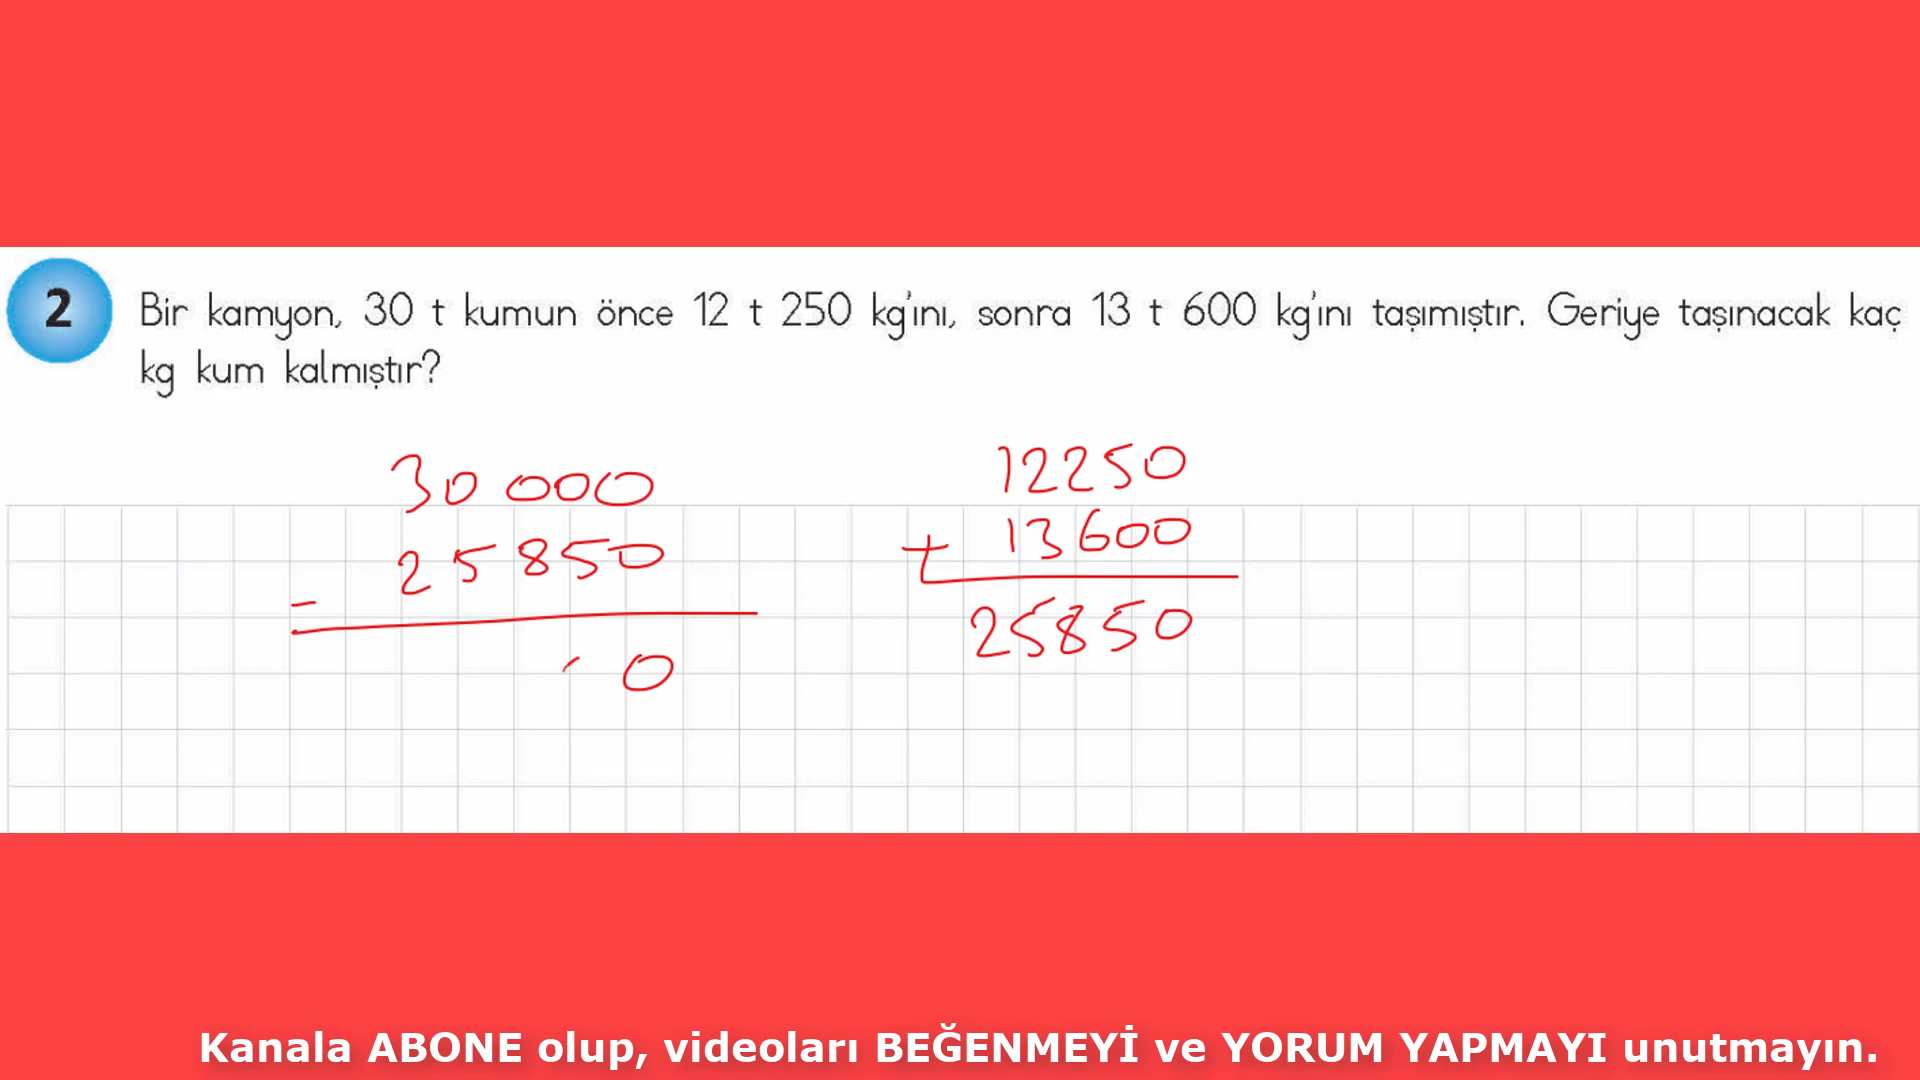 2
Bir kamyon, 30 t kumun önce 12 t 250 kg'ını, sonra 13 t 600 kg'ını taşımıştır. Geriye taşınacak kaç
kg kum kalmıştır?
30 000
25850
-
0
12250
+ 13600
25850
Kanala ABONE olup, videoları BEĞENMEYİ ve YORUM YAPMAYI unutmayın.